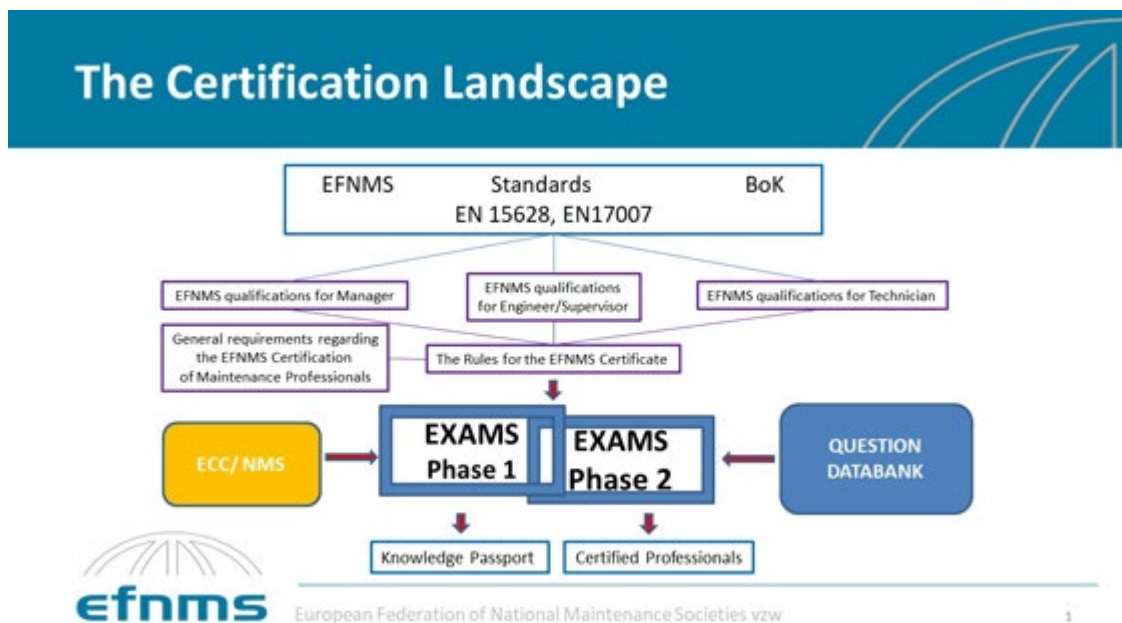 The Certification Landscape
EFNMS Standards BoK
EN 15628, EN17007
EFNMS qualifications for Manager
EFNMS qualifications
for Engineer/Supervisor
EFNMS qualifications for Technician
General requirements regarding
the EFNMS Certification
of Maintenance Professionals
The Rules for the EFNMS Certificate
ECC/ NMS
EXAMS
Phase 1
EXAMS
Phase 2
QUESTION
DATABANK
Knowledge Passport
Certified Professionals
efnms
European Federation of National Maintenance Societies vzw
1